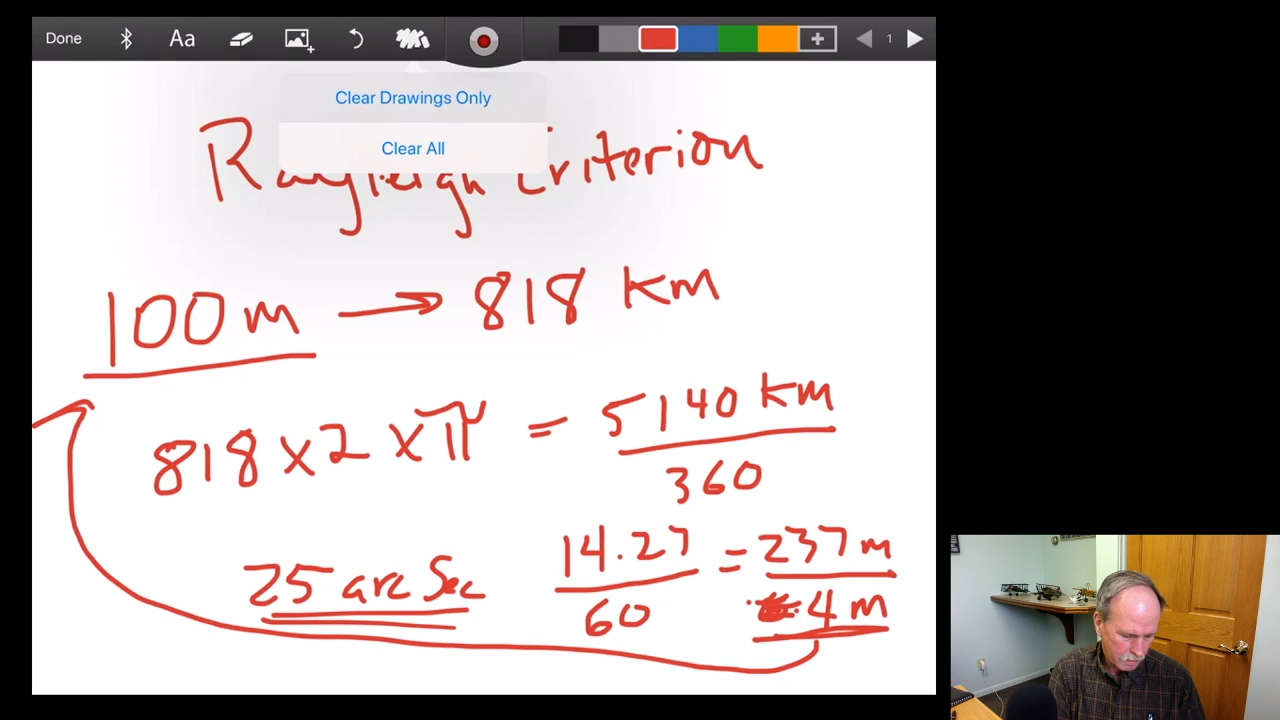 Done Aa 1
Clear Drawings Only
Clear All
Rayleigh Criterion
100 m → 818 km
818 x 2 x π = 5140 km
360
14.27 = 237 m
25 arc Sec 60 4 m